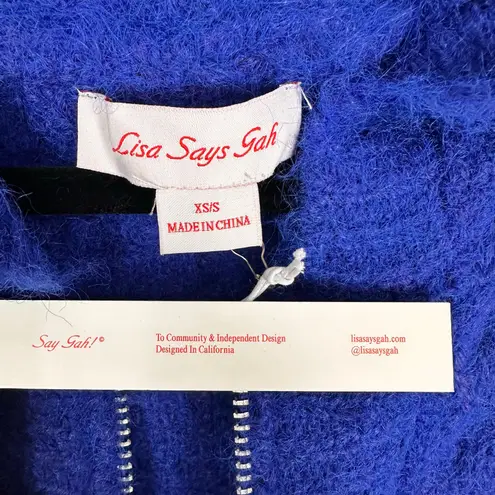 Lisa Says Gah
XS/S
MADE IN CHINA
Say Gah!©
To Community & Independent Design
Designed In California
lisasaysgah.com
@lisasaysgah